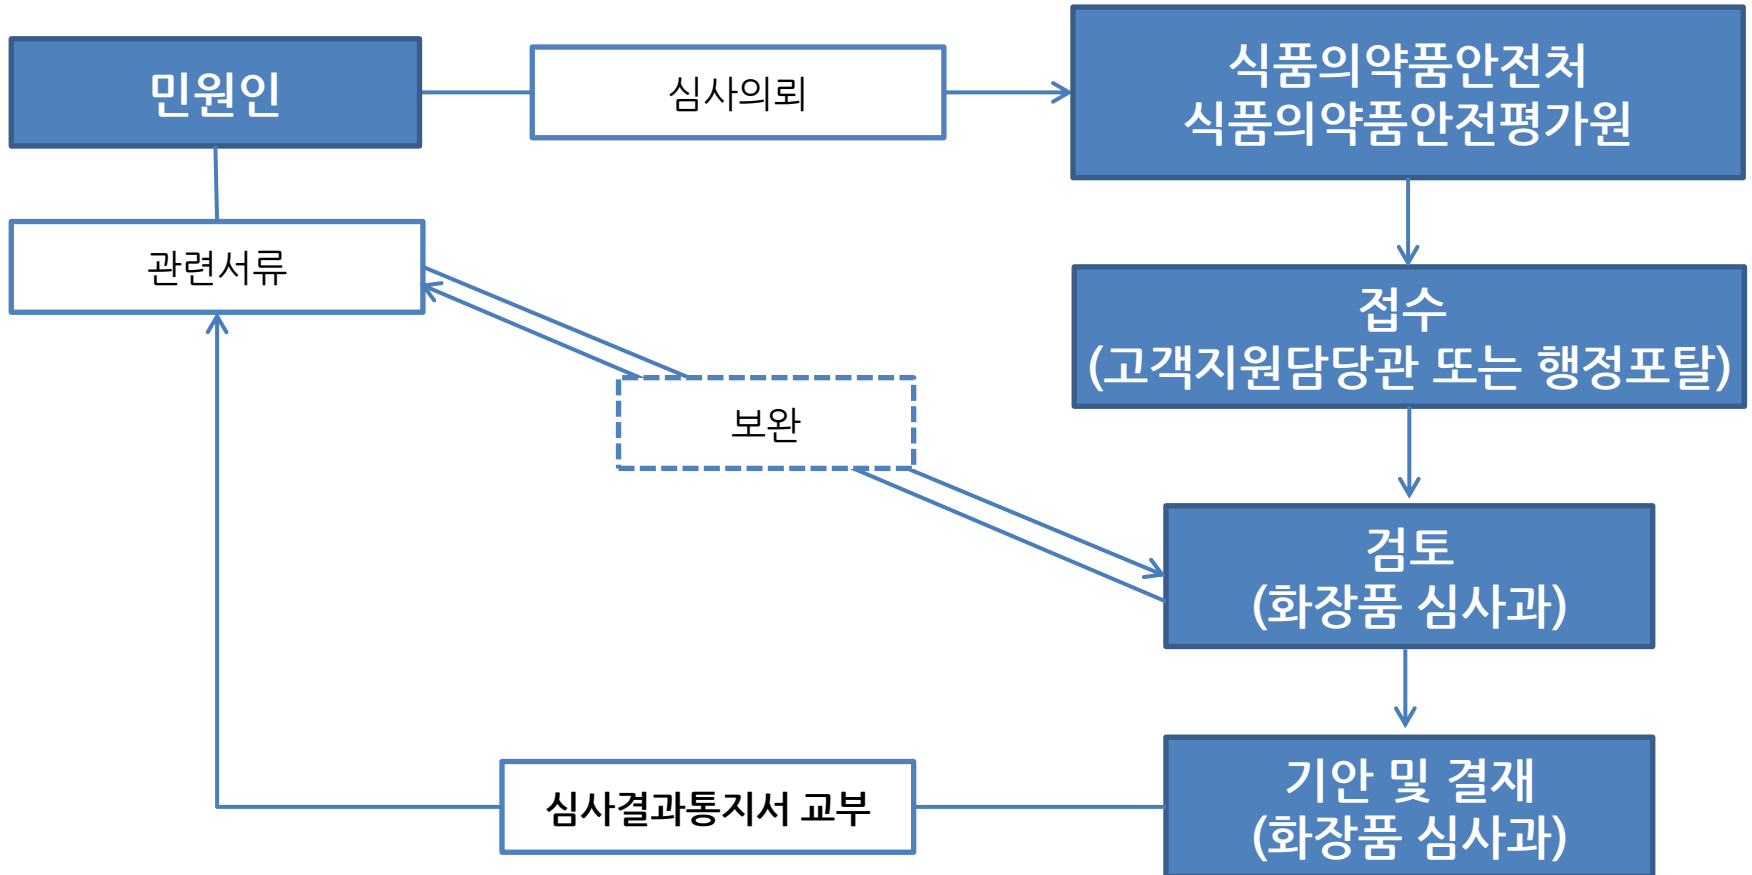 민원인
심사의뢰
식품의약품안전처
식품의약품안전평가원
관련서류
접수
(고객지원담당관 또는 행정포탈)
보완
검토
(화장품 심사과)
심사결과통지서 교부
기안 및 결재
(화장품 심사과)